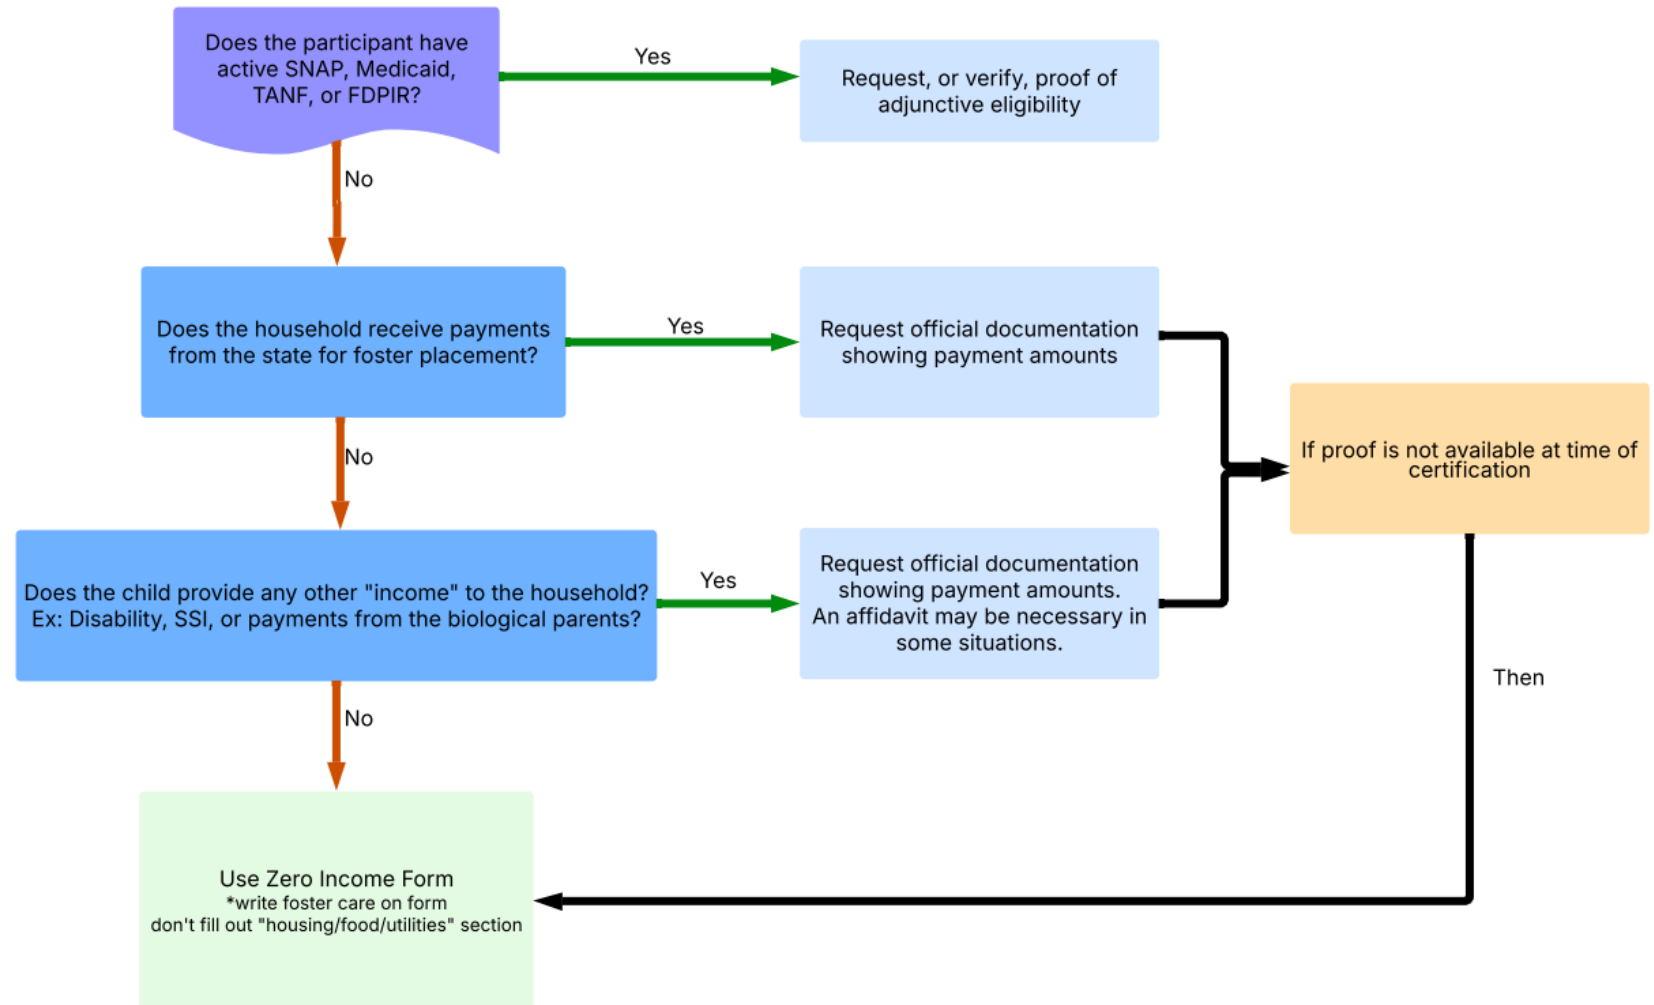 Does the participant have
active SNAP, Medicaid,
TANF, or FDPIR?
Yes
Request, or verify, proof of
adjunctive eligibility
No
Does the household receive payments
from the state for foster placement?
Yes
Request official documentation
showing payment amounts
If proof is not available at time of
certification
No
Does the child provide any other "income" to the household?
Ex: Disability, SSI, or payments from the biological parents?
Yes
Request official documentation
showing payment amounts.
An affidavit may be necessary in
some situations.
Then
No
Use Zero Income Form
*write foster care on form
don't fill out "housing/food/utilities" section